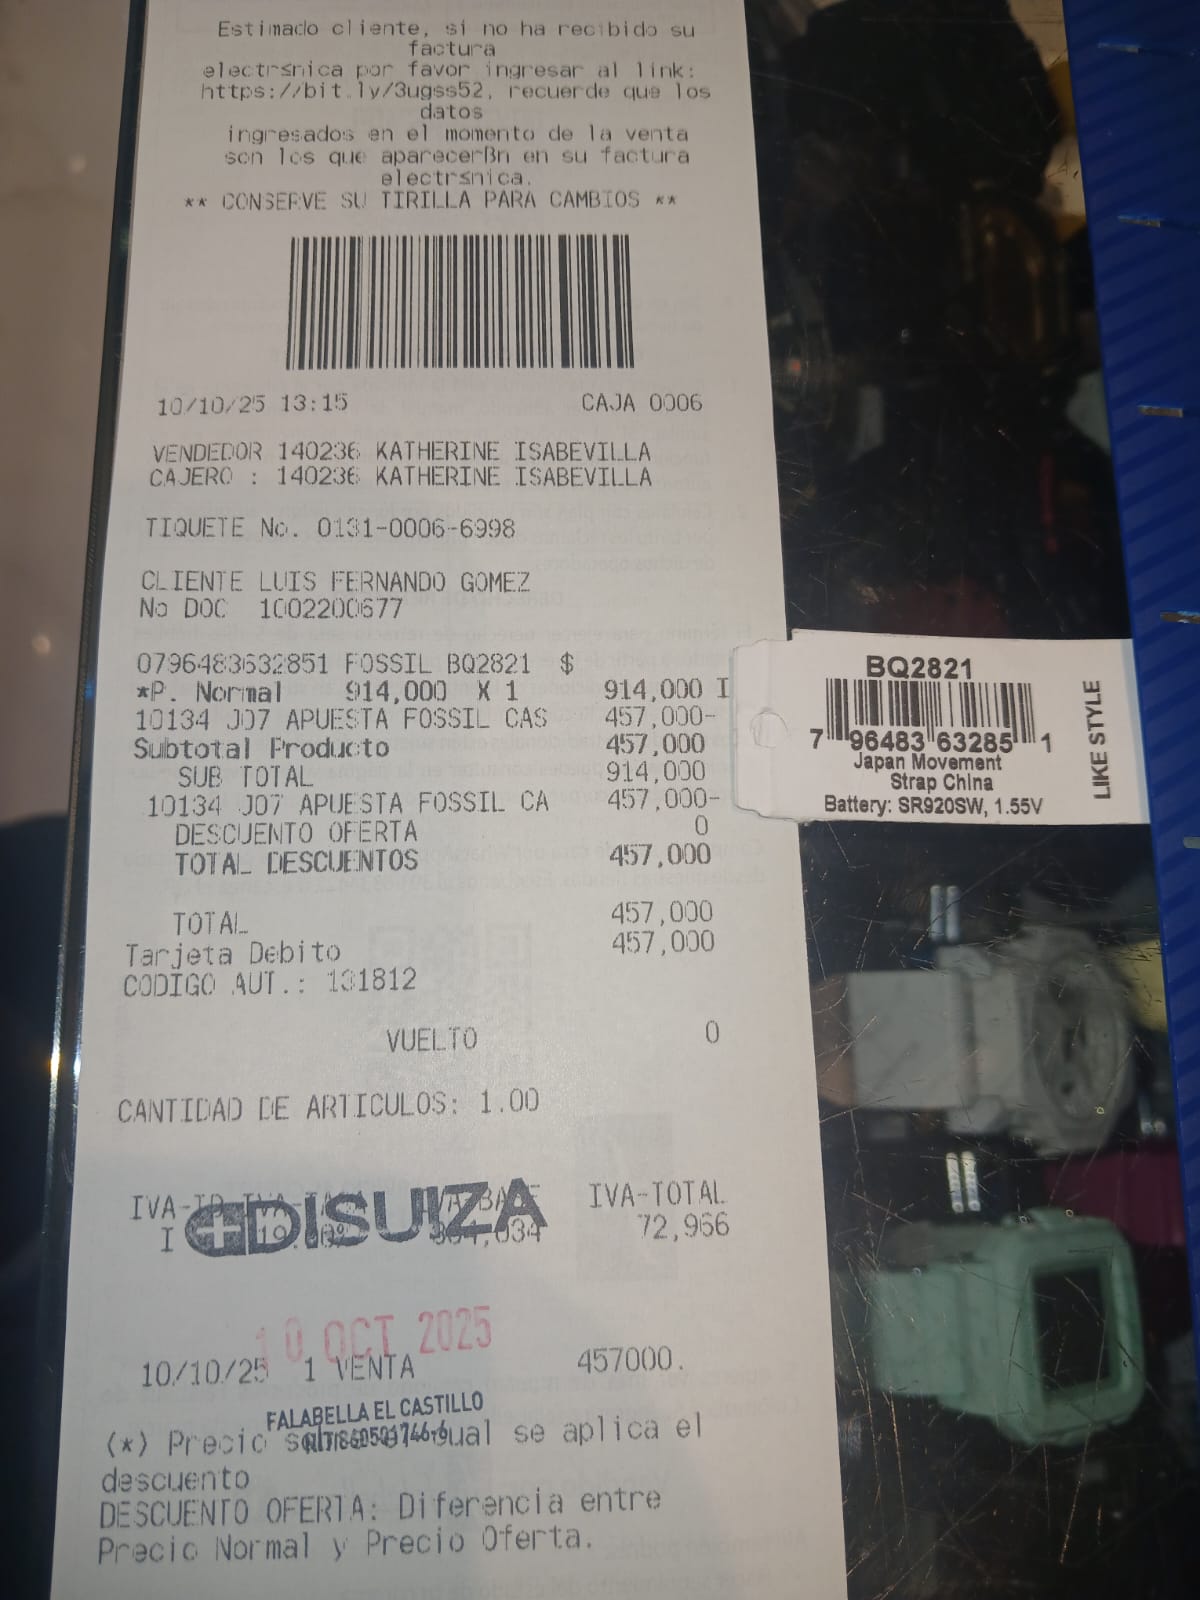 Estimado cliente, si no ha recibido su
factura
electr≤nica por favor ingresar al link:
https://bit.ly/3ugss52, recuerde que los
datos
ingresados en el momento de la venta
son los que aparecerßn en su factura
electr≤nica.
** CONSERVE SU TIRILLA PARA CAMBIOS **
10/10/25 13:15 CAJA 0006
VENDEDOR 140236 KATHERINE ISABEVILLA
CAJERO : 140236 KATHERINE ISABEVILLA
TIQUETE No. 0131-0006-6998
CLIENTE LUIS FERNANDO GOMEZ
No DOC 1002200677
0796483632851 FOSSIL BQ2821 $
*P. Normal 914,000 X 1 914,000 I
10134 J07 APUESTA FOSSIL CAS 457,000-
Subtotal Producto 457,000
SUB TOTAL 914,000
10134 J07 APUESTA FOSSIL CA 457,000-
DESCUENTO OFERTA 0
TOTAL DESCUENTOS 457,000
TOTAL 457,000
Tarjeta Debito 457,000
CODIGO AUT.: 131812
VUELTO 0
CANTIDAD DE ARTICULOS: 1.00
IVA-TOTAL
DISUIZA
I 72,966
10 OCT 2025
10/10/25 1 VENTA 457000.
FALABELLA EL CASTILLO
(*) Precio se aplica el
descuento
DESCUENTO OFERTA: Diferencia entre
Precio Normal y Precio Oferta.
BQ2821
7 96483 63285 1
Japan Movement
Strap China
Battery: SR920SW, 1.55V
LIKE STYLE